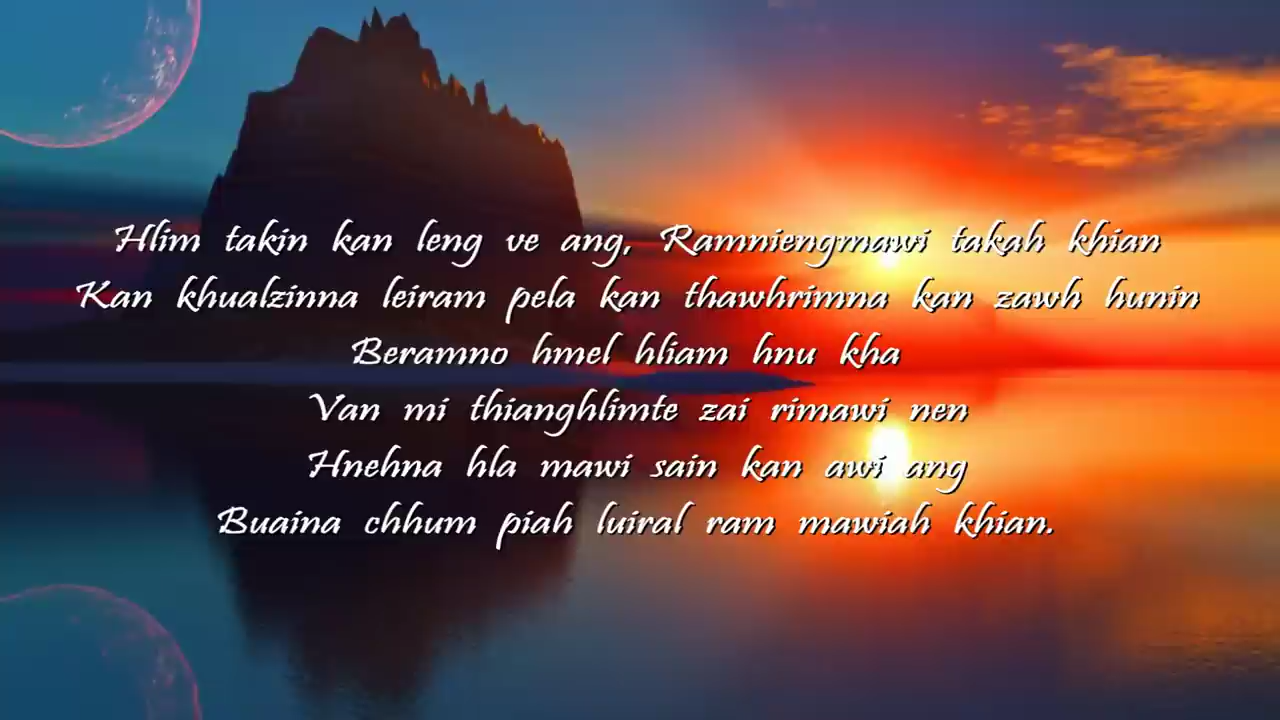 Hlim takin kan leng ve ang, Ramniengmawi takah khian
Kan khualzinna leiram pela kan thawhrimna kan zawh hunin
Beramno hmel hliam hnu kha
Van mi thianghlimte zai rimawi nen
Hnehna hla mawi sain kan awi ang
Buaina chhum piah luiral ram mawiah khian.